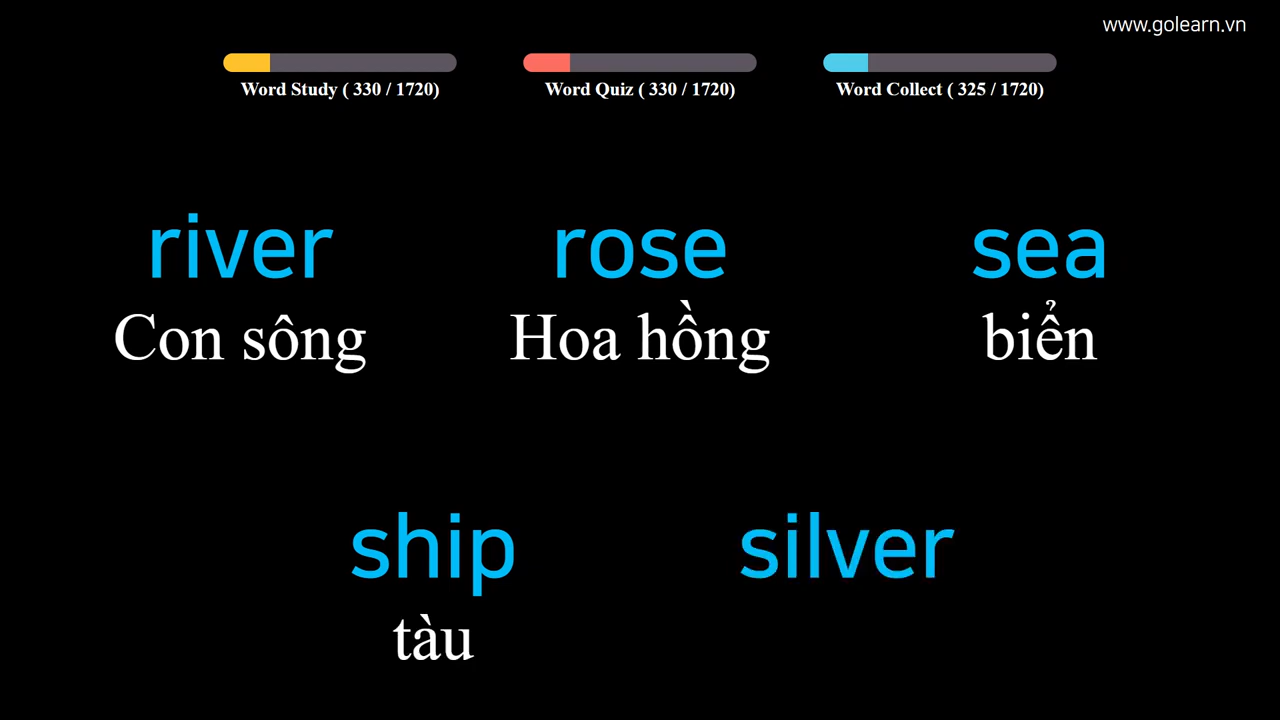 www.golearn.vn
Word Study ( 330 / 1720)
Word Quiz ( 330 / 1720)
Word Collect ( 325 / 1720)
river
Con sông
rose
Hoa hồng
sea
biển
ship
tàu
silver